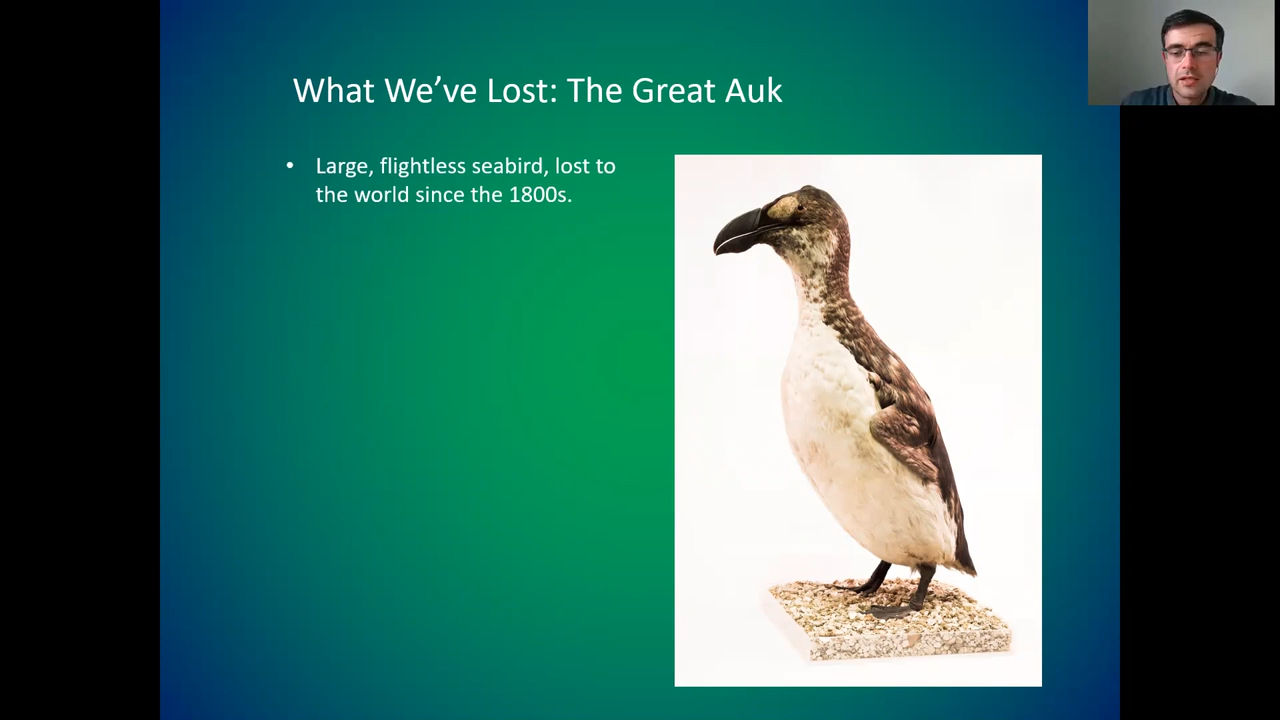 What We’ve Lost: The Great Auk
• Large, flightless seabird, lost to
the world since the 1800s.